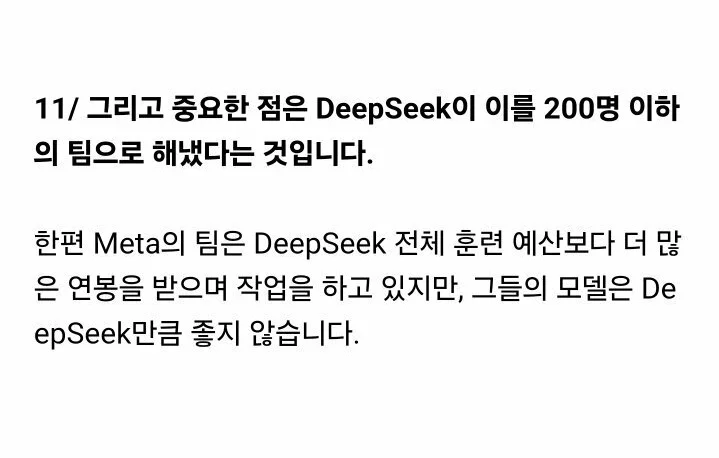 11/ 그리고 중요한 점은 DeepSeek이 이를 200명 이하
의 팀으로 해냈다는 것입니다.
한편 Meta의 팀은 DeepSeek 전체 훈련 예산보다 더 많
은 연봉을 받으며 작업을 하고 있지만, 그들의 모델은 De
epSeek만큼 좋지 않습니다.